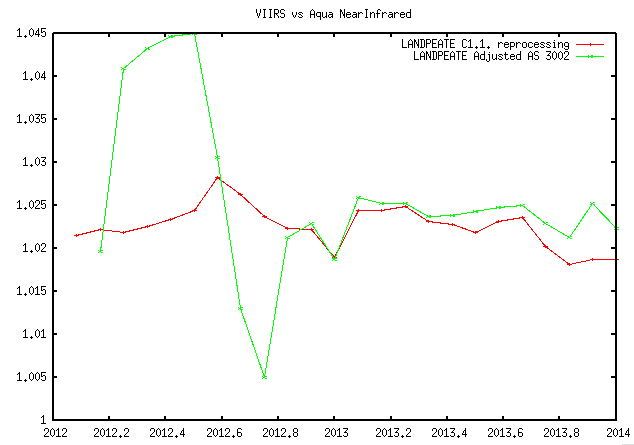 VIIRS vs Aqua NearInfrared
1.045
LANDPEATE C1.1. reprocessing
LANDPEATE Adjusted AS 3002
1.04
1.035
1.03
1.025
1.02
1.015
1.01
1.005
1
2012 2012.2 2012.4 2012.6 2012.8 2013 2013.2 2013.4 2013.6 2013.8 2014